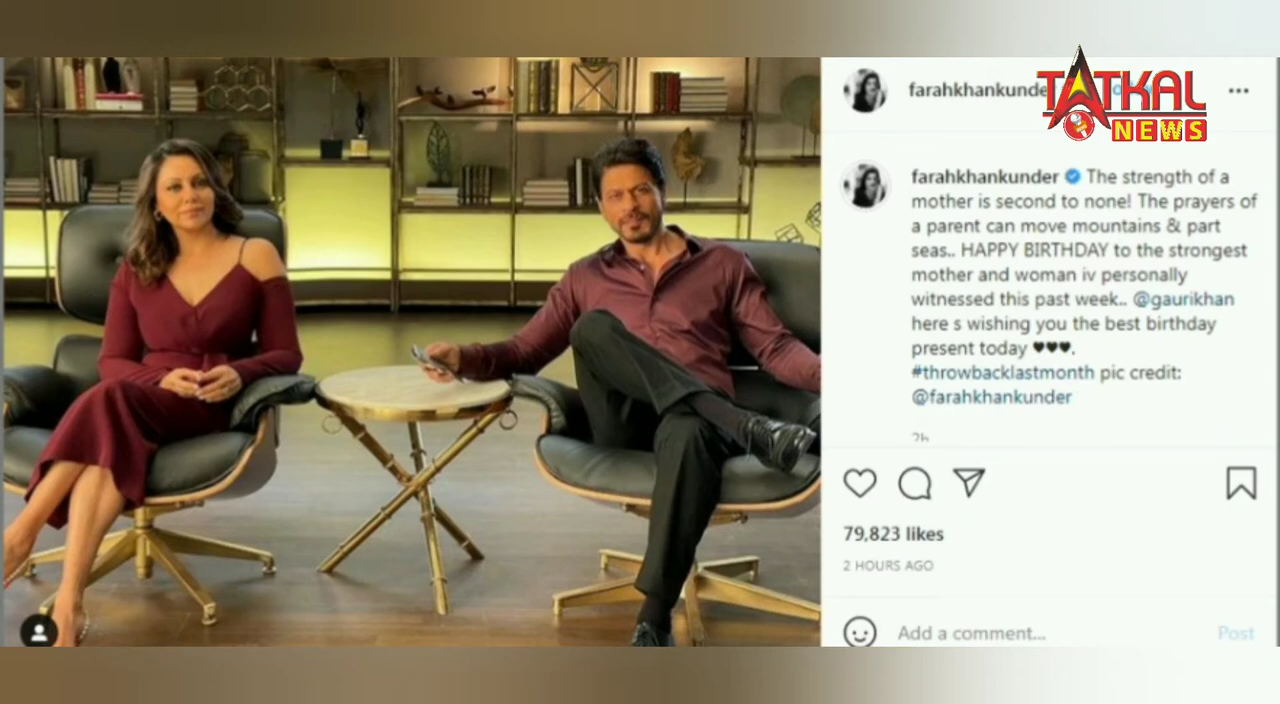 farahkhankunde
TATKAL
NEWS
farahkhankunder The strength of a
mother is second to none! The prayers of
a parent can move mountains & part
seas.. HAPPY BIRTHDAY to the strongest
mother and woman iv personally
witnessed this past week.. @gaurikhan
here s wishing you the best birthday
present today ♥♥♥.
#throwbacklastmonth pic credit:
@farahkhankunder
2h
79,823 likes
2 HOURS AGO
Add a comment... Post